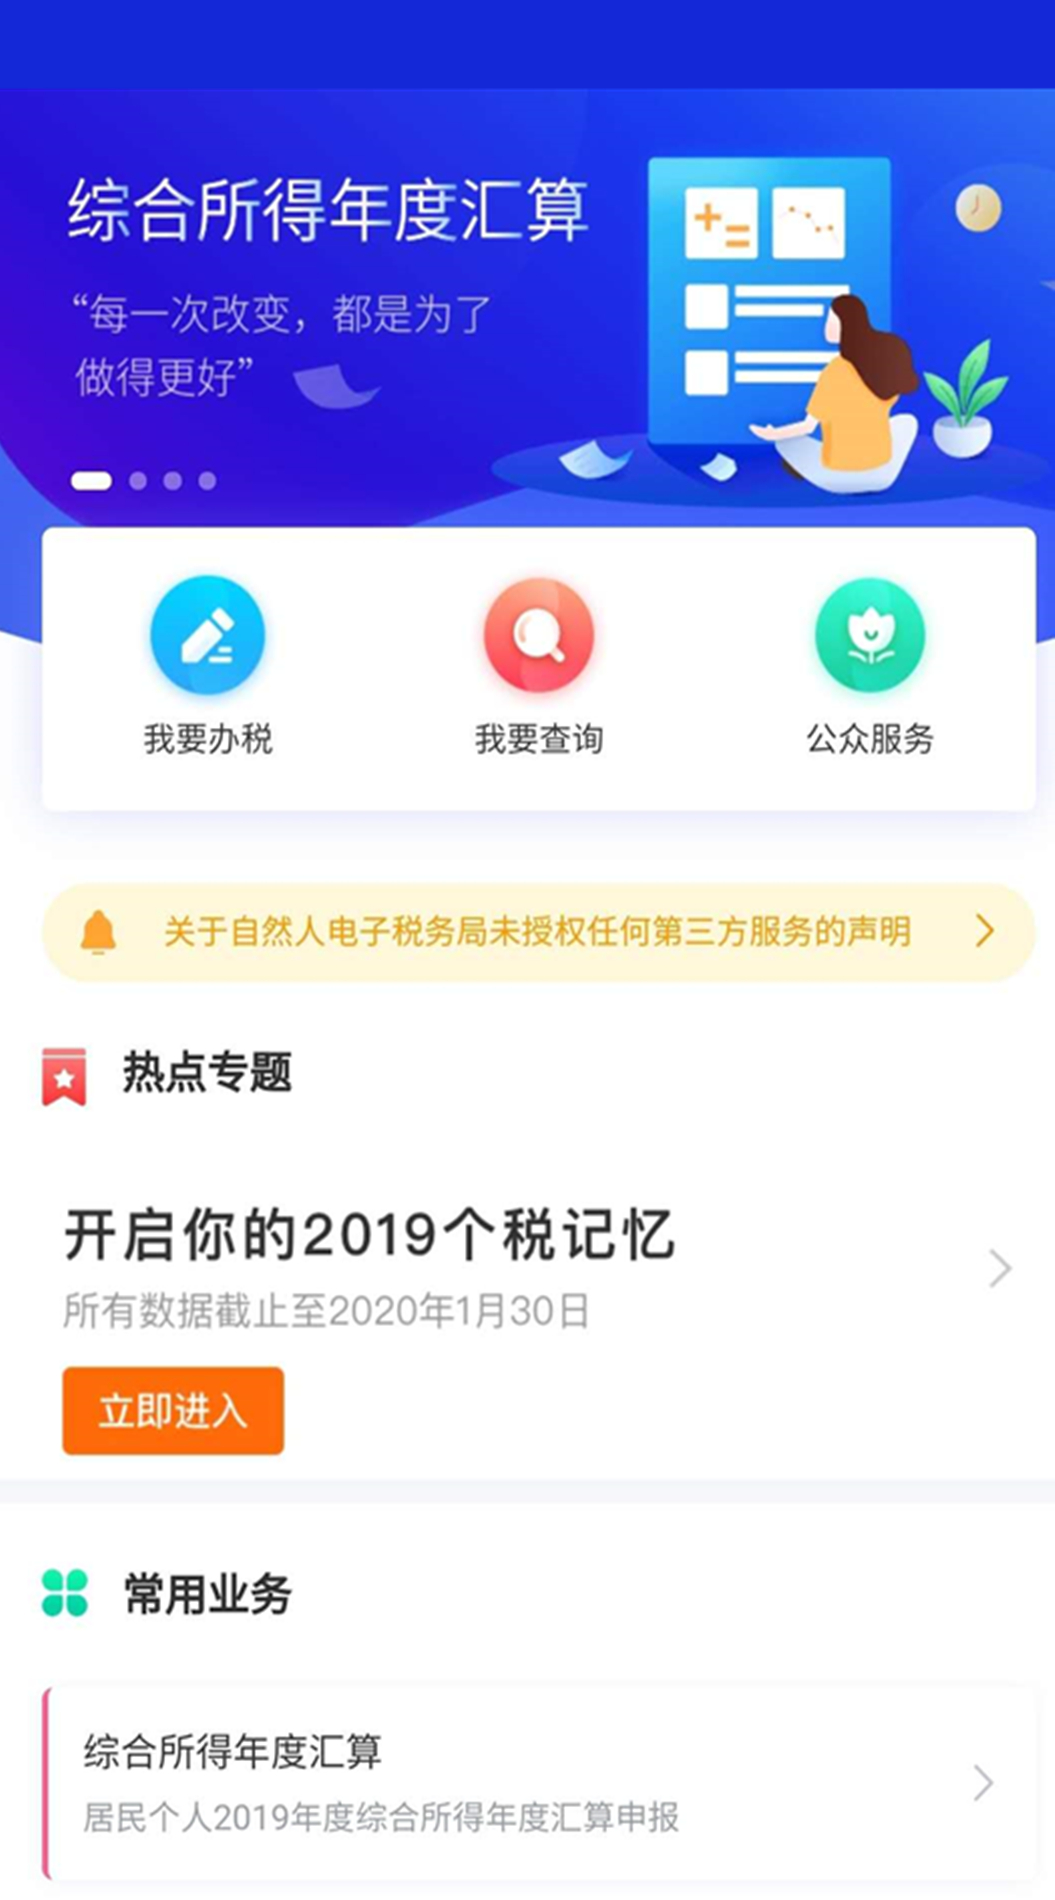 综合所得年度汇算
“每一次改变，都是为了
做得更好”
我要办税
我要查询
公众服务
关于自然人电子税务局未授权任何第三方服务的声明
热点专题
开启你的2019个税记忆
所有数据截止至2020年1月30日
立即进入
常用业务
综合所得年度汇算
居民个人2019年度综合所得年度汇算申报